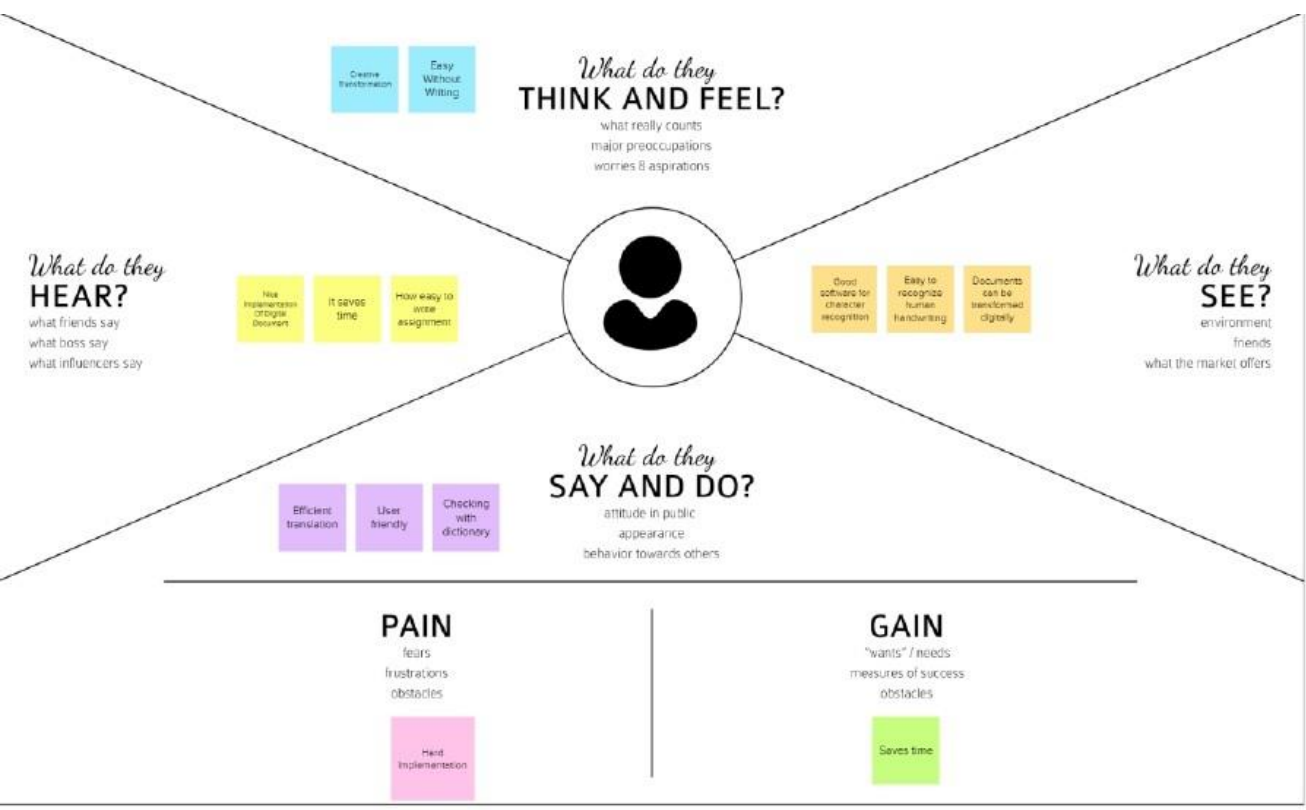 Creative
Transformation
Easy
Without
Writing
What do they
THINK AND FEEL?
what really counts
major preoccupations
worries & aspirations
What do they
HEAR?
what friends say
what boss say
what influencers say
Nice
Implementation
Of Digital
Document
It saves
time
How easy to
write
assignment
Good
software for
character
recognition
Easy to
recognize
human
handwriting
Documents
can be
transformed
digitally
What do they
SEE?
environment
friends
what the market offers
What do they
SAY AND DO?
attitude in public
appearance
behavior towards others
Efficient
translation
User
friendly
Checking
with
dictionary
PAIN
fears
frustrations
obstacles
Hard
Implementation
GAIN
"wants" / needs
measures of success
obstacles
Saves time